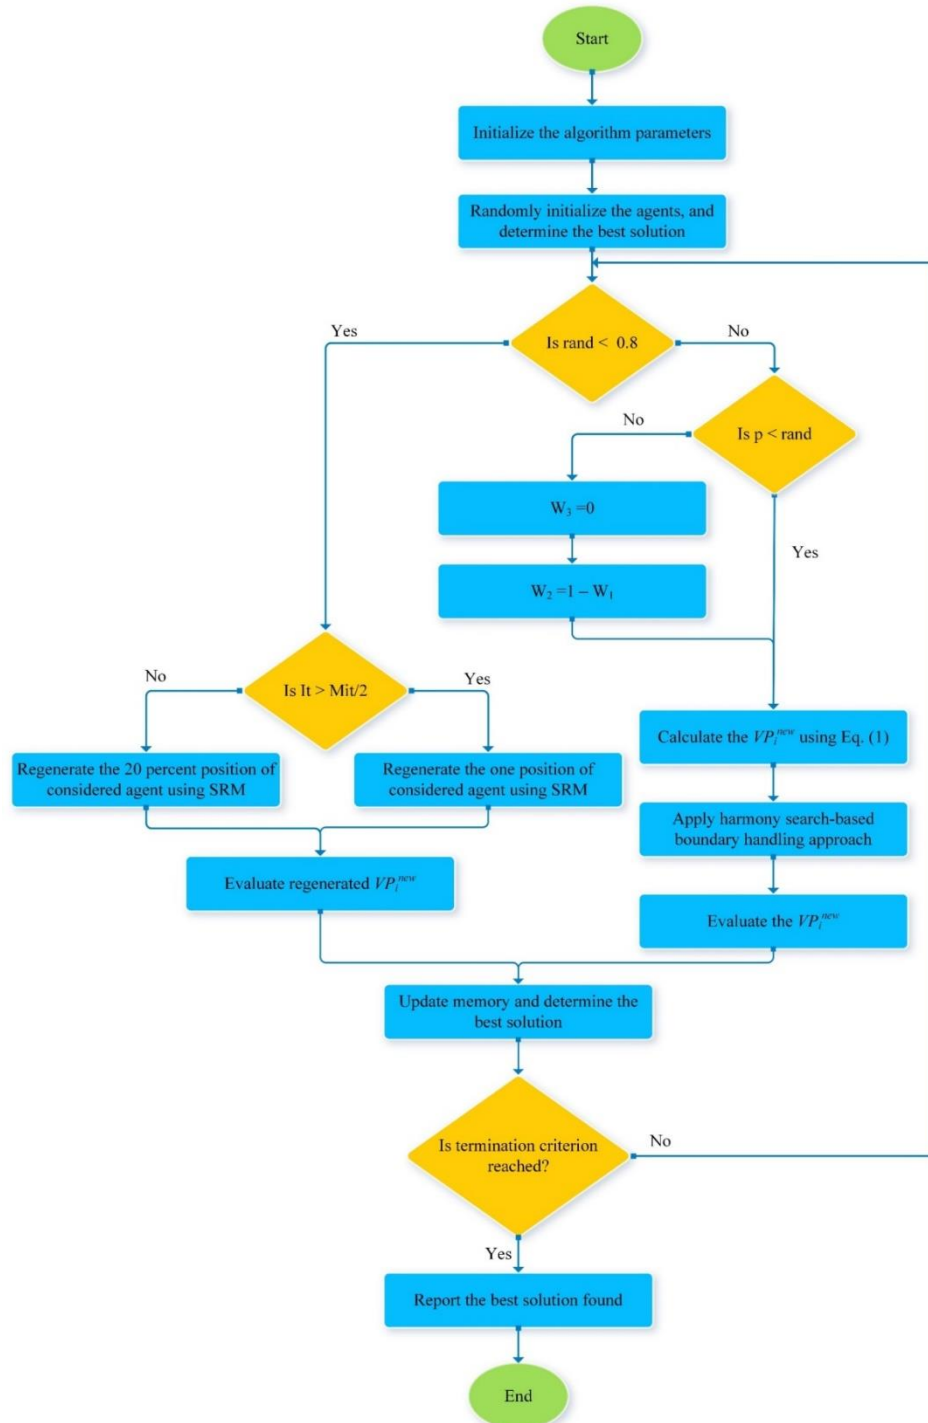 Start
Initialize the algorithm parameters
Randomly initialize the agents, and
determine the best solution
Yes
Is rand < 0.8
No
No
Is p < rand
W₃ =0
Yes
W₂ =1 – W₁
No
Is It > Mit/2
Yes
Calculate the VPᵢⁿᵉʷ using Eq. (1)
Regenerate the 20 percent position of
considered agent using SRM
Regenerate the one position of
considered agent using SRM
Apply harmony search-based
boundary handling approach
Evaluate regenerated VPᵢⁿᵉʷ
Evaluate the VPᵢⁿᵉʷ
Update memory and determine the
best solution
Is termination criterion
reached?
No
Yes
Report the best solution found
End